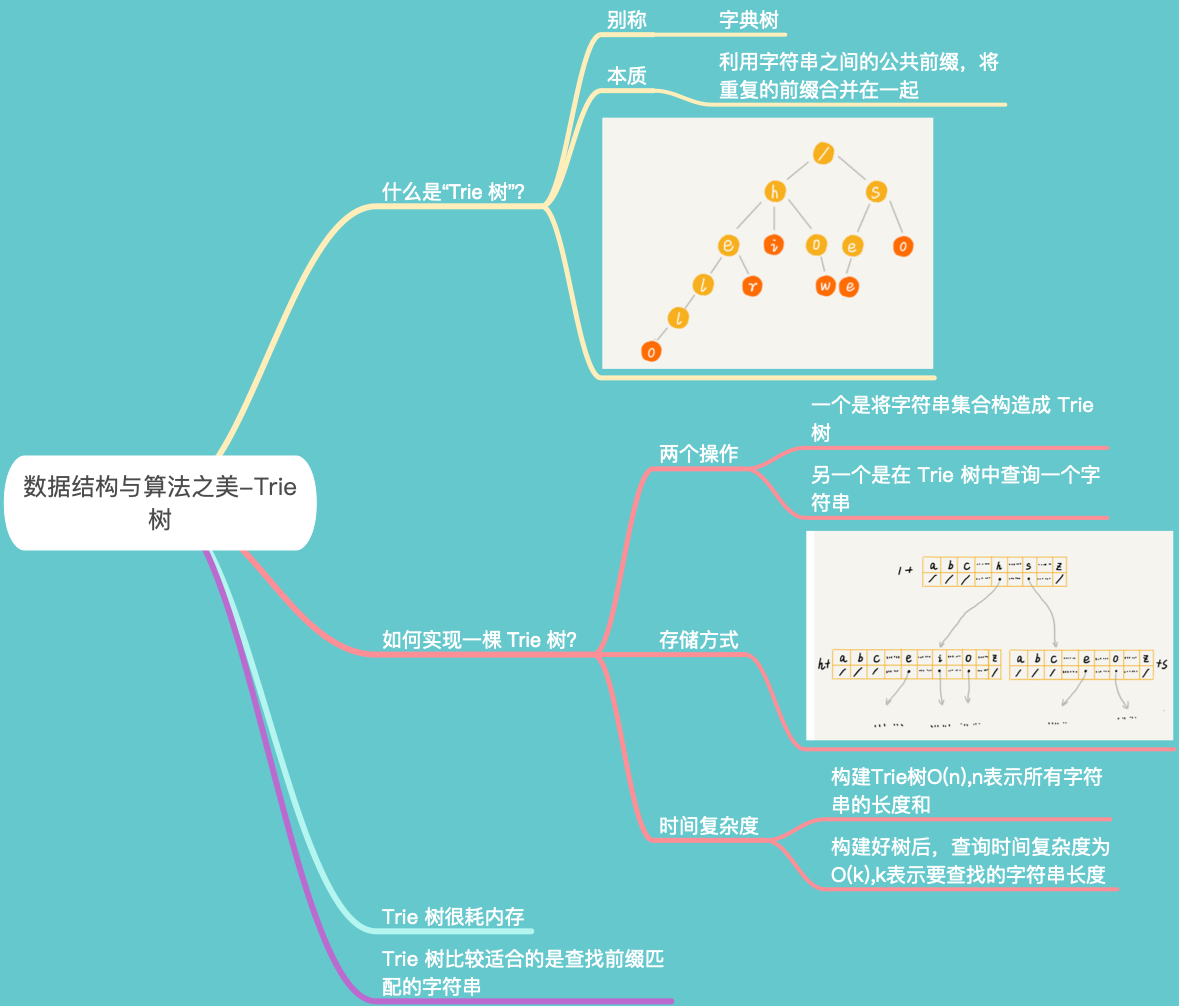 别称
字典树
本质
利用字符串之间的公共前缀，将
重复的前缀合并在一起
什么是“Trie 树”?
/
h s
e i o e o
l r w e
l
o
数据结构与算法之美-Trie
树
如何实现一棵 Trie 树?
两个操作
一个是将字符串集合构造成 Trie
树
另一个是在 Trie 树中查询一个字
符串
存储方式
/+ a b c ...... h ...... s ...... z
/ / / ...... · ...... · ...... /
h+ a b c ...... e ...... i ...... o ...... z
/ / / ...... · ...... · ...... · ...... /
a b c ...... e ...... o ...... z +s
/ / / ...... · ...... · ...... /
...... ...... ...... ...... ......
时间复杂度
构建Trie树O(n),n表示所有字符
串的长度和
构建好树后，查询时间复杂度为
O(k),k表示要查找的字符串长度
Trie 树很耗内存
Trie 树比较适合的是查找前缀匹
配的字符串